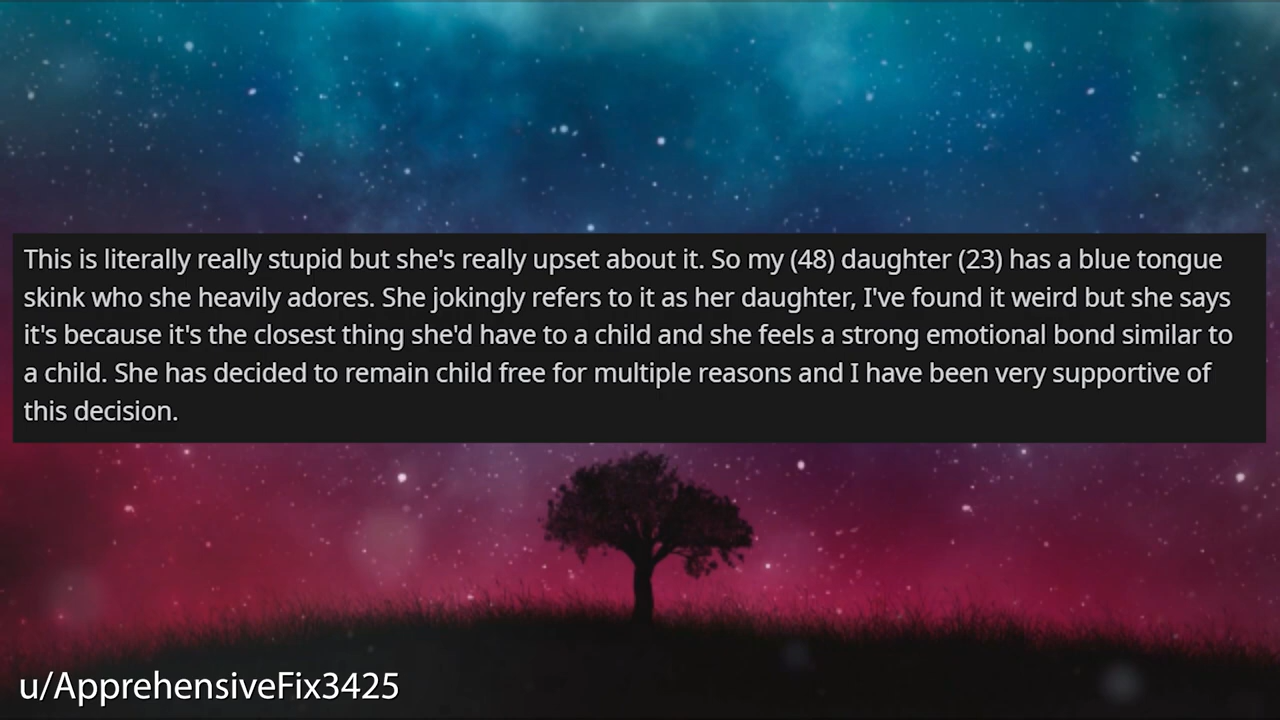 This is literally really stupid but she's really upset about it. So my (48) daughter (23) has a blue tongue
skink who she heavily adores. She jokingly refers to it as her daughter, I've found it weird but she says
it's because it's the closest thing she'd have to a child and she feels a strong emotional bond similar to
a child. She has decided to remain child free for multiple reasons and I have been very supportive of
this decision.
u/ApprehensiveFix3425